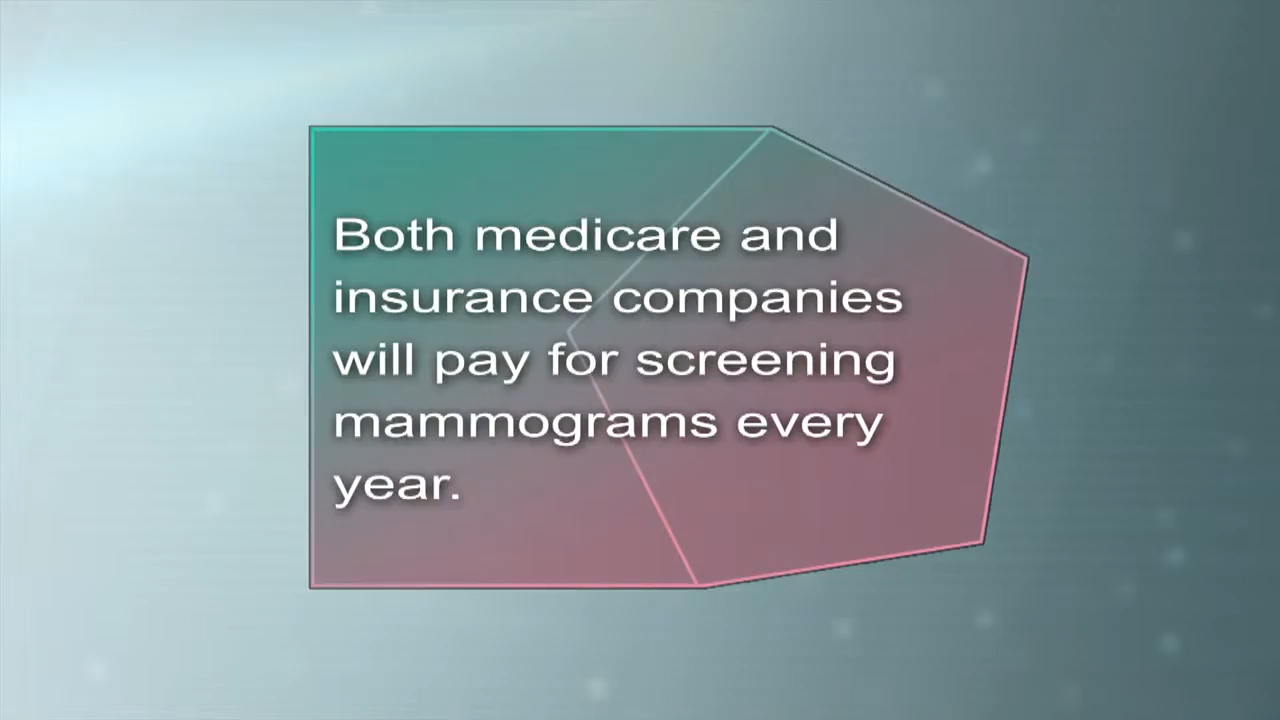 Both medicare and
insurance companies
will pay for screening
mammograms every
year.